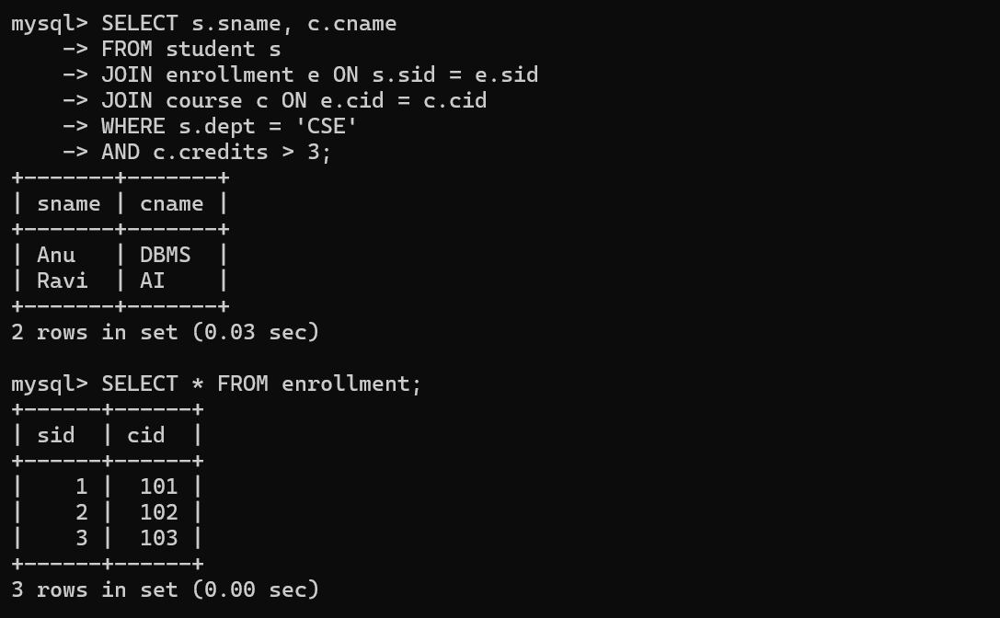 mysql> SELECT s.sname, c.cname
    -> FROM student s
    -> JOIN enrollment e ON s.sid = e.sid
    -> JOIN course c ON e.cid = c.cid
    -> WHERE s.dept = 'CSE'
    -> AND c.credits > 3;
+-------+-------+
| sname | cname |
+-------+-------+
| Anu   | DBMS  |
| Ravi  | AI    |
+-------+-------+
2 rows in set (0.03 sec)

mysql> SELECT * FROM enrollment;
+------+------+
| sid  | cid  |
+------+------+
|    1 |  101 |
|    2 |  102 |
|    3 |  103 |
+------+------+
3 rows in set (0.00 sec)